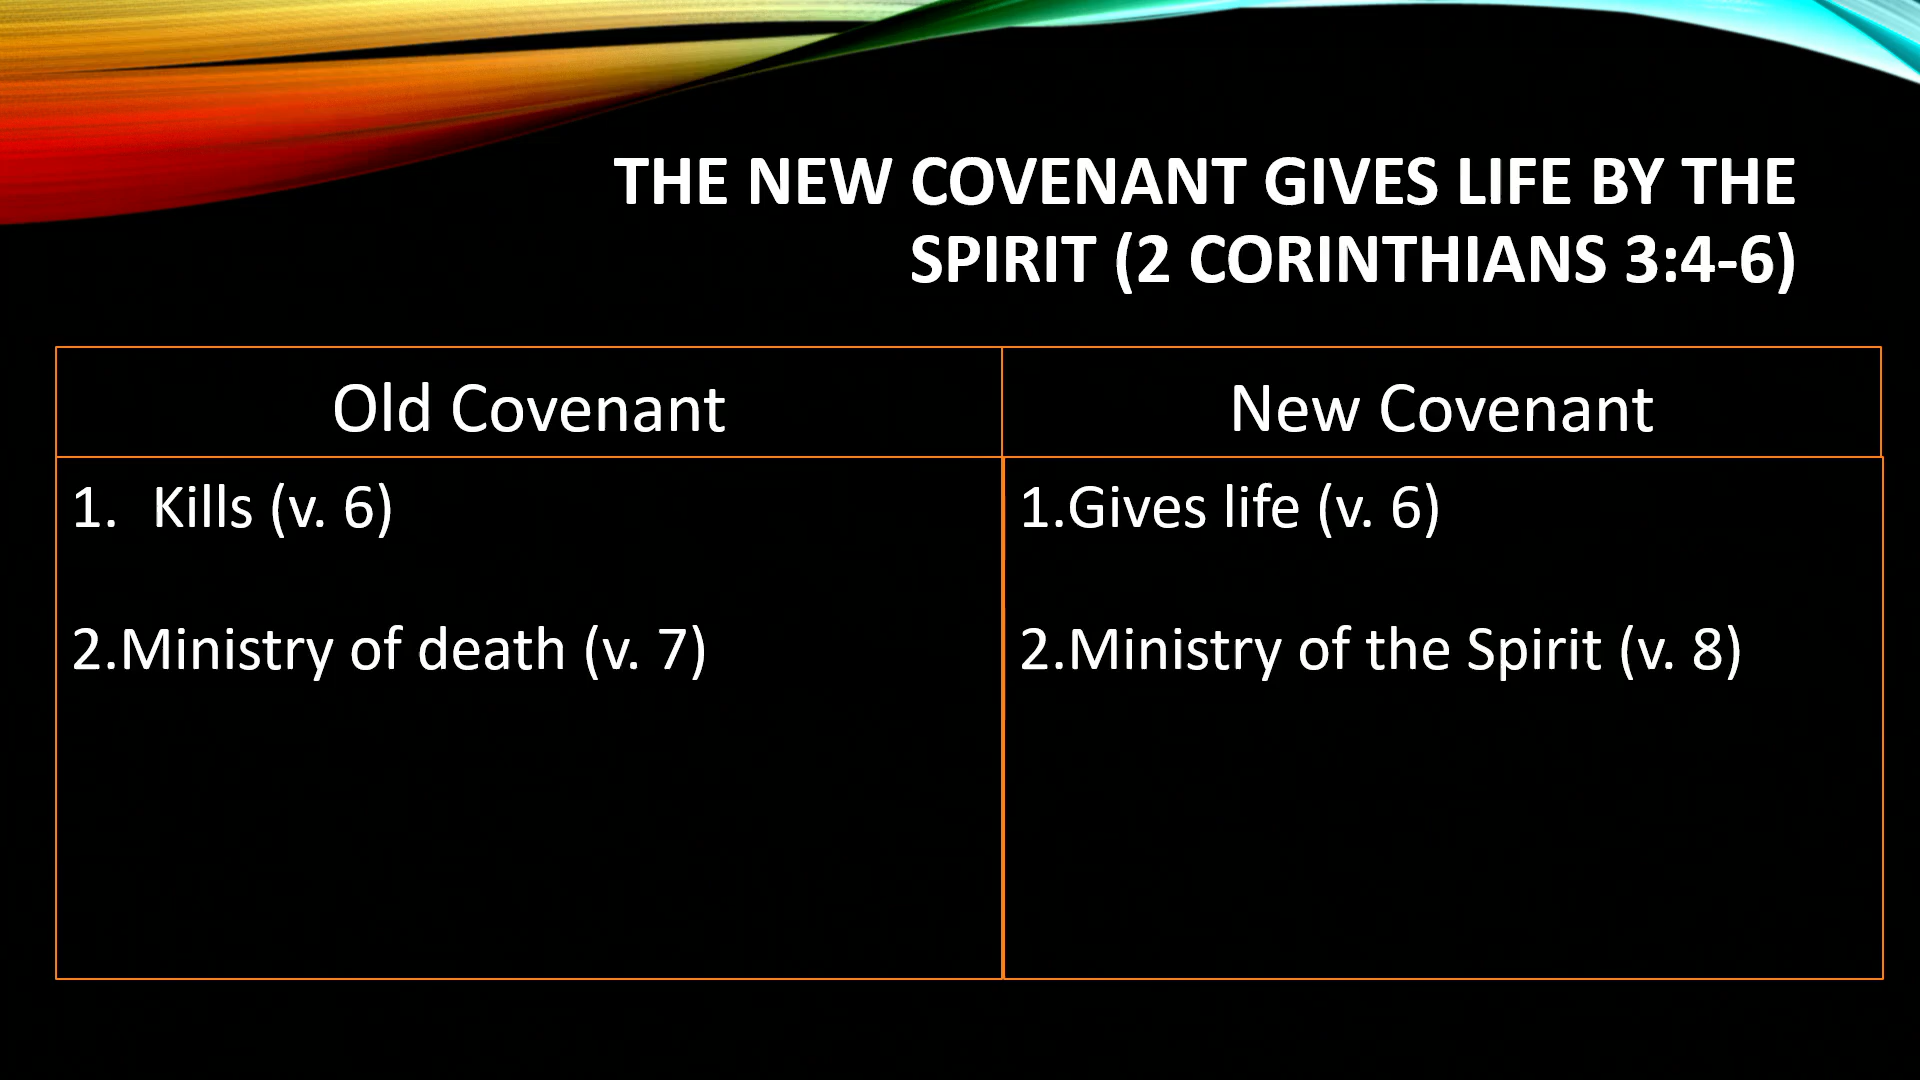 THE NEW COVENANT GIVES LIFE BY THE
SPIRIT (2 CORINTHIANS 3:4-6)
Old Covenant
New Covenant
1. Kills (v. 6)
2.Ministry of death (v. 7)
1.Gives life (v. 6)
2.Ministry of the Spirit (v. 8)